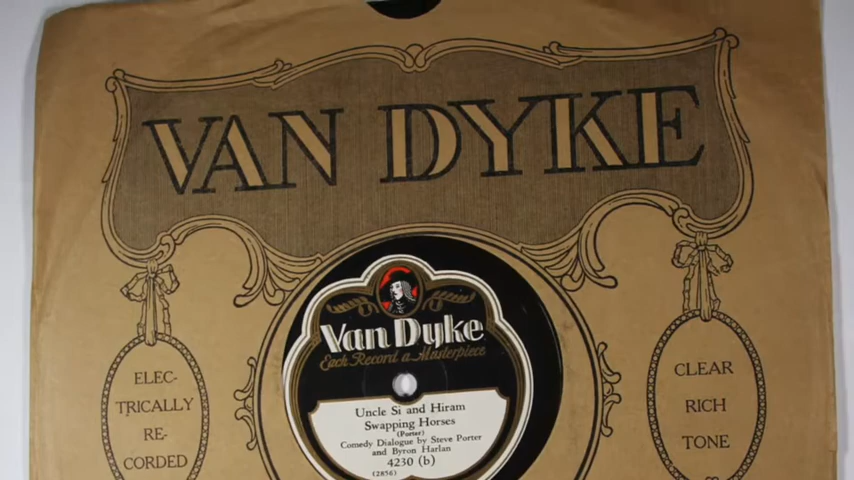 VAN DYKE
Van Dyke
Each Record a Masterpiece
Uncle Si and Hiram
Swapping Horses
(Porter)
Comedy Dialogue by Steve Porter
and Byron Harlan
4230 (b)
(2856)
ELEC-
TRICALLY
RE-
CORDED
CLEAR
RICH
TONE